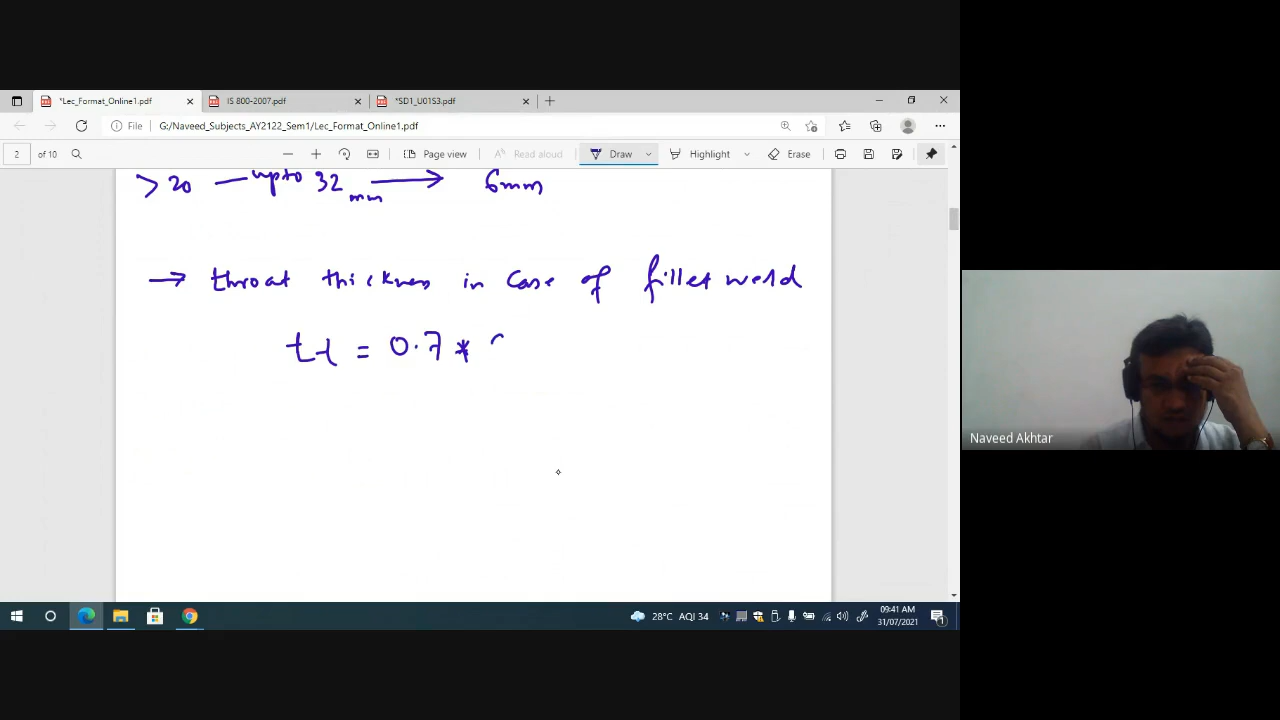 *Lec_Format_Online1.pdf
IS 800-2007.pdf
*SD1_U01S3.pdf
File
G:/Naveed_Subjects_AY2122_Sem1/Lec_Format_Online1.pdf
2 of 10
Page view
Read aloud
Draw
Highlight
Erase
> 20 — upto 32 mm → 6mm
→ throat thickness in case of fillet weld
tt = 0.7 *
Naveed Akhtar
28°C AQI 34
09:41 AM
31/07/2021
1